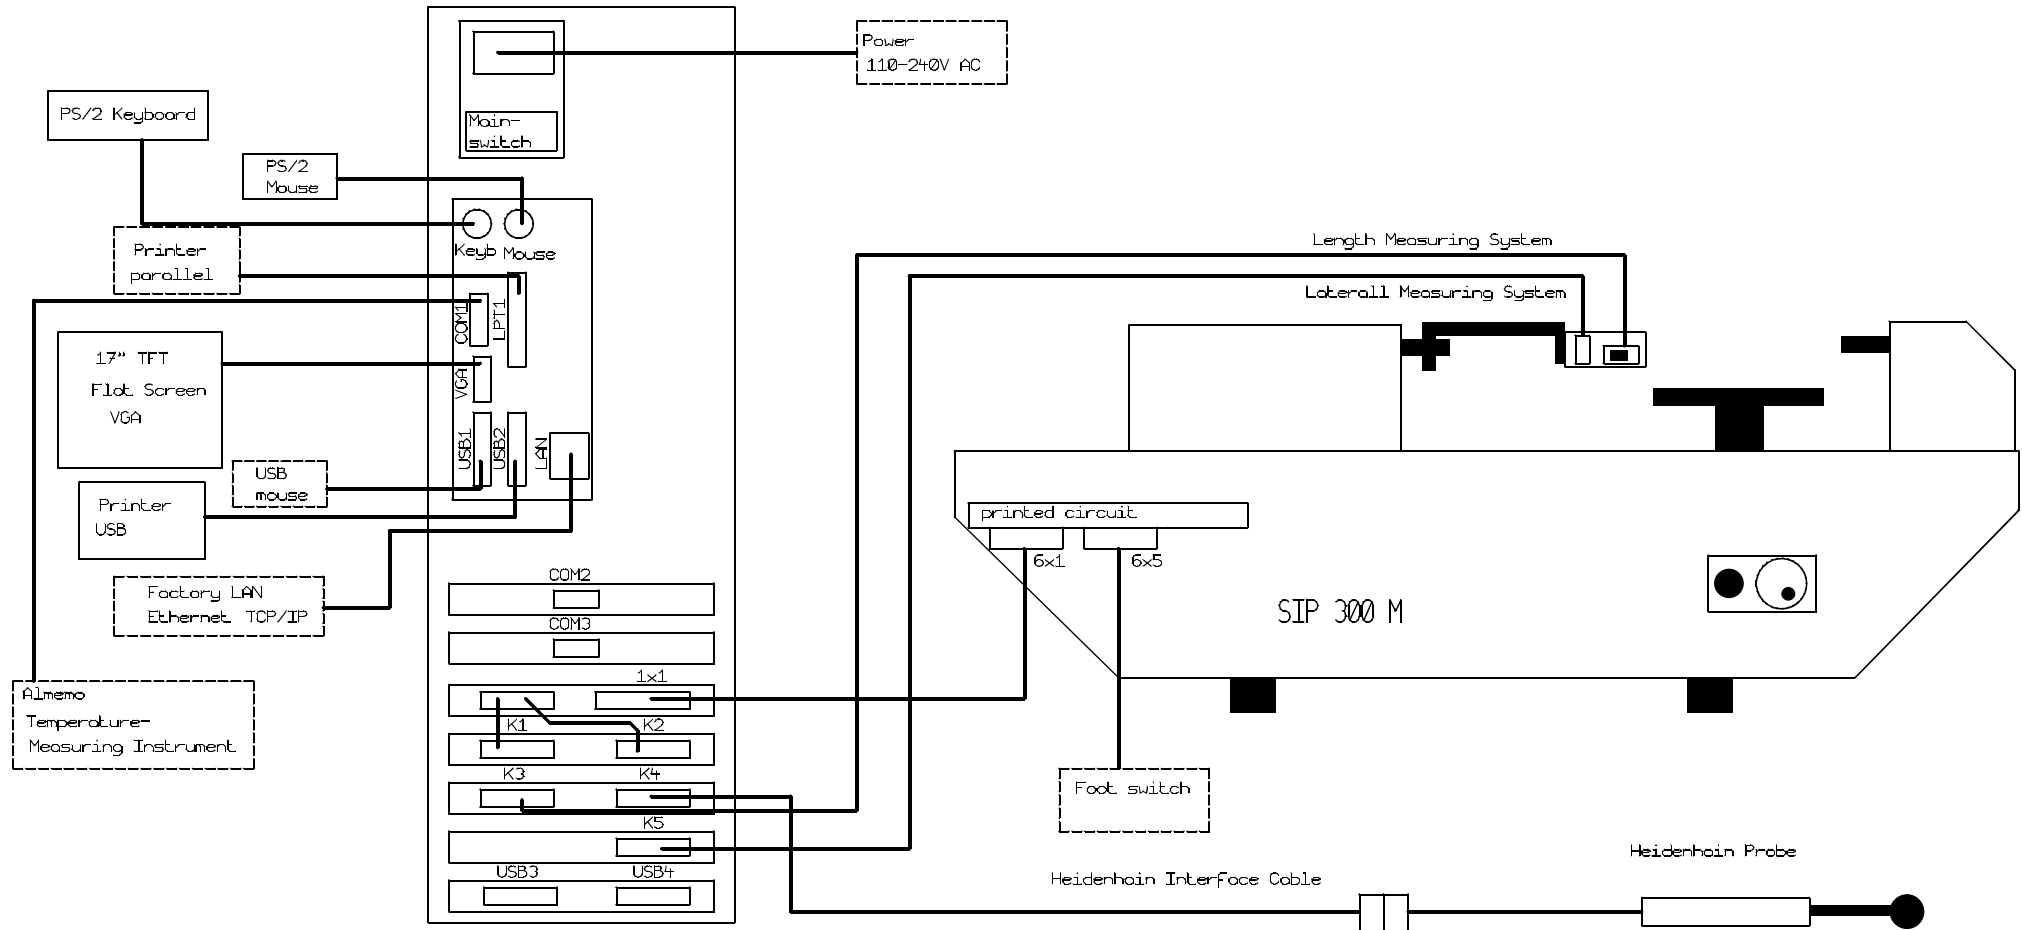 Power
110-240V AC
Main-
switch
PS/2 Keyboard
PS/2
Mouse
Keyb Mouse
Printer
parallel
COM1
LPT1
17" TFT
Flat Screen
VGA
VGA
USB1
USB2
LAN
USB
mouse
Printer
USB
Factory LAN
Ethernet TCP/IP
Almemo
Temperature-
Measuring Instrument
COM2
COM3
1x1
K1
K2
K3
K4
K5
USB3
USB4
Length Measuring System
Laterall Measuring System
printed circuit
6x1
6x5
SIP 300 M
Foot switch
Heidenhain Probe
Heidenhain Interface Cable